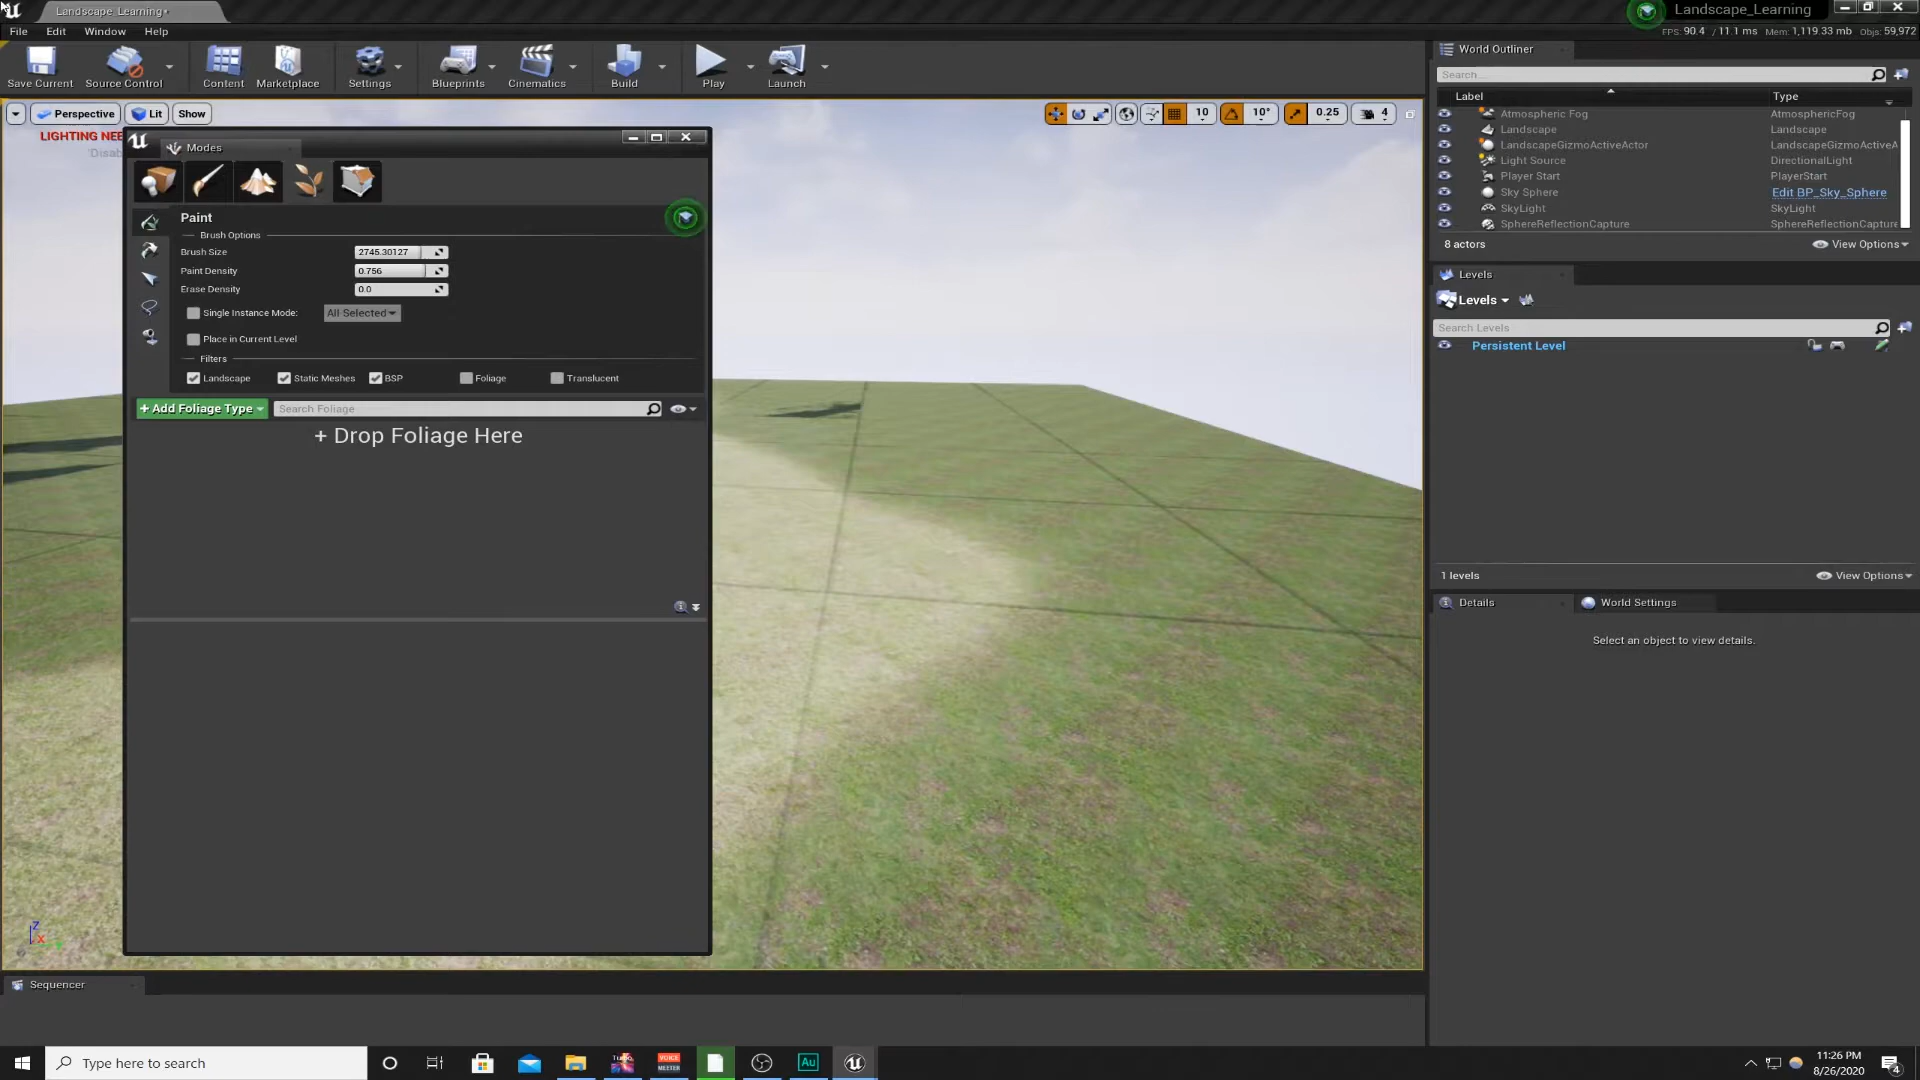 Landscape_Learning•
Landscape_Learning
File Edit Window Help
FPS: 90.4 / 11.1 ms Mem: 1,119.33 mb Objs: 59,972
Save Current Source Control Content Marketplace Settings Blueprints Cinematics Build Play Launch
Perspective Lit Show
10 10° 0.25 4
LIGHTING NEE
'Disab
Modes
Paint
Brush Options
Brush Size 2745.30127
Paint Density 0.756
Erase Density 0.0
Single Instance Mode: All Selected
Place in Current Level
Filters
Landscape Static Meshes BSP Foliage Translucent
+ Add Foliage Type Search Foliage
+ Drop Foliage Here
World Outliner
Search...
Label Type
Atmospheric Fog AtmosphericFog
Landscape Landscape
LandscapeGizmoActiveActor LandscapeGizmoActiveA
Light Source DirectionalLight
Player Start PlayerStart
Sky Sphere Edit BP_Sky_Sphere
SkyLight SkyLight
SphereReflectionCapture SphereReflectionCapture
8 actors View Options
Levels
Levels
Search Levels
Persistent Level
1 levels View Options
Details World Settings
Select an object to view details.
Z
X
Sequencer
Type here to search
VOICE
MEETER
Au
11:26 PM
8/26/2020
4